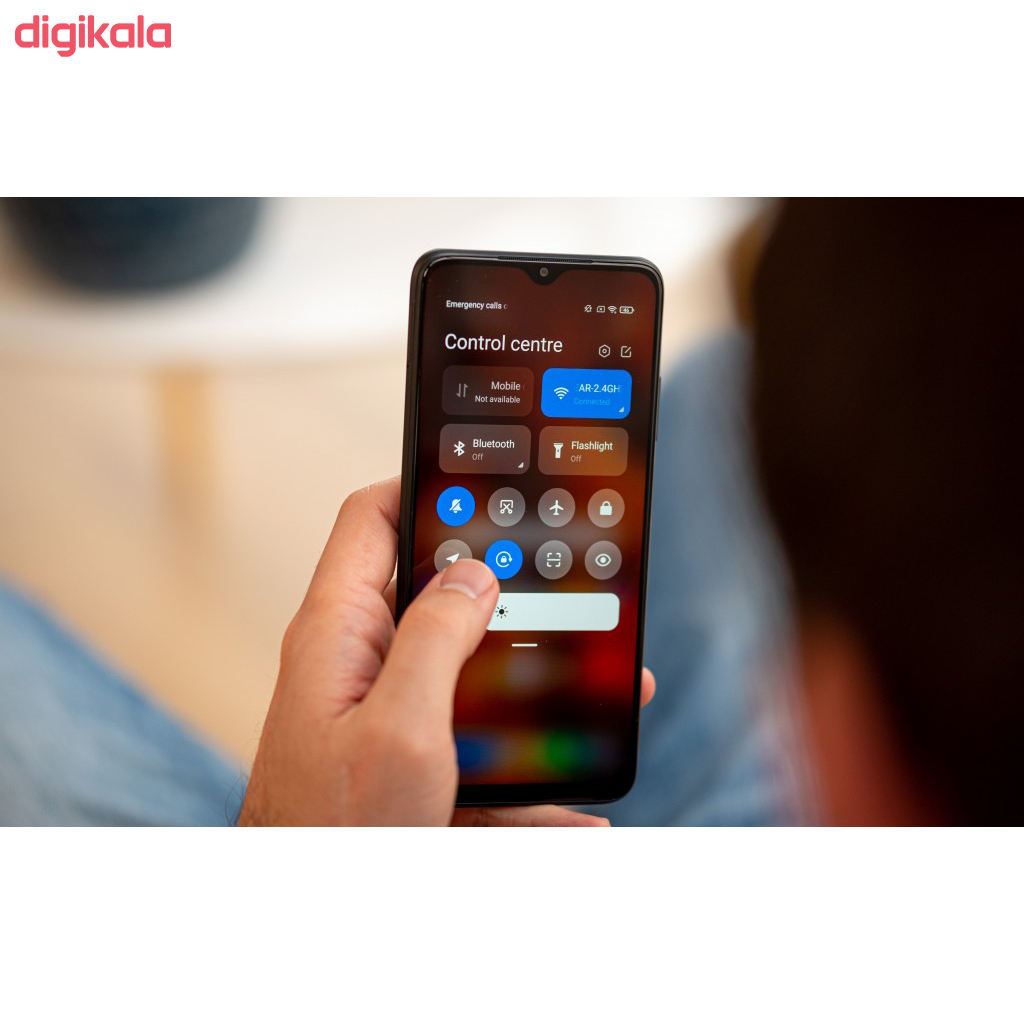 digikala
Emergency calls
Control centre
Mobile
Not available
AR-2.4GH
Connected
Bluetooth
Off
Flashlight
Off